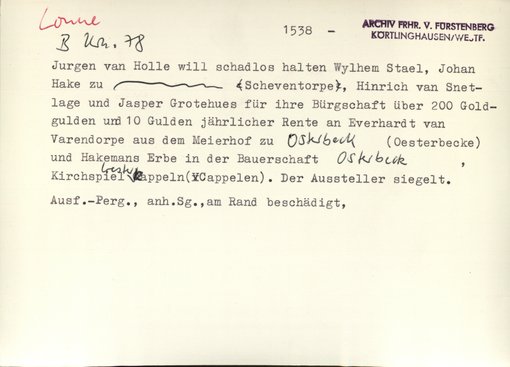 Lonne
B Urk. 78
1538 -
ARCHIV FRHR. V. FÜRSTENBERG
KÖRTLINGHAUSEN/WESTF.
Jurgen van Holle will schadlos halten Wylhem Stael, Johan
Hake zu (Scheventorpe), Hinrich van Snet-
lage und Jasper Grotehues für ihre Bürgschaft über 200 Gold-
gulden und 10 Gulden jährlicher Rente an Everhardt van
Varendorpe aus dem Meierhof zu Osterbeck (Oesterbecke)
und Hakemans Erbe in der Bauerschaft Osterbeck ,
Kirchspiel Westerkappeln (Cappelen). Der Aussteller siegelt.
Ausf.-Perg., anh.Sg.,am Rand beschädigt,